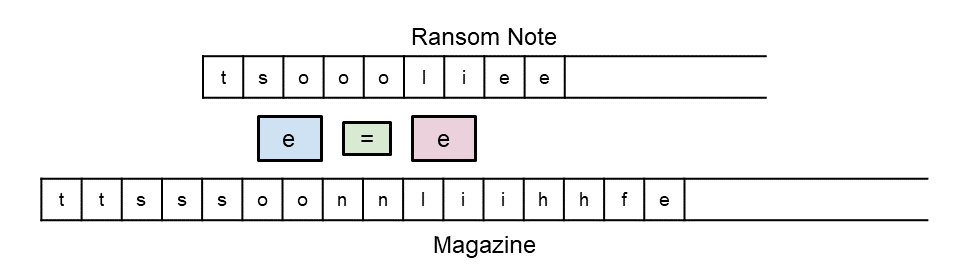 Ransom Note
t s o o o l i e e
e = e
t t s s s o o n n l i i h h f e
Magazine